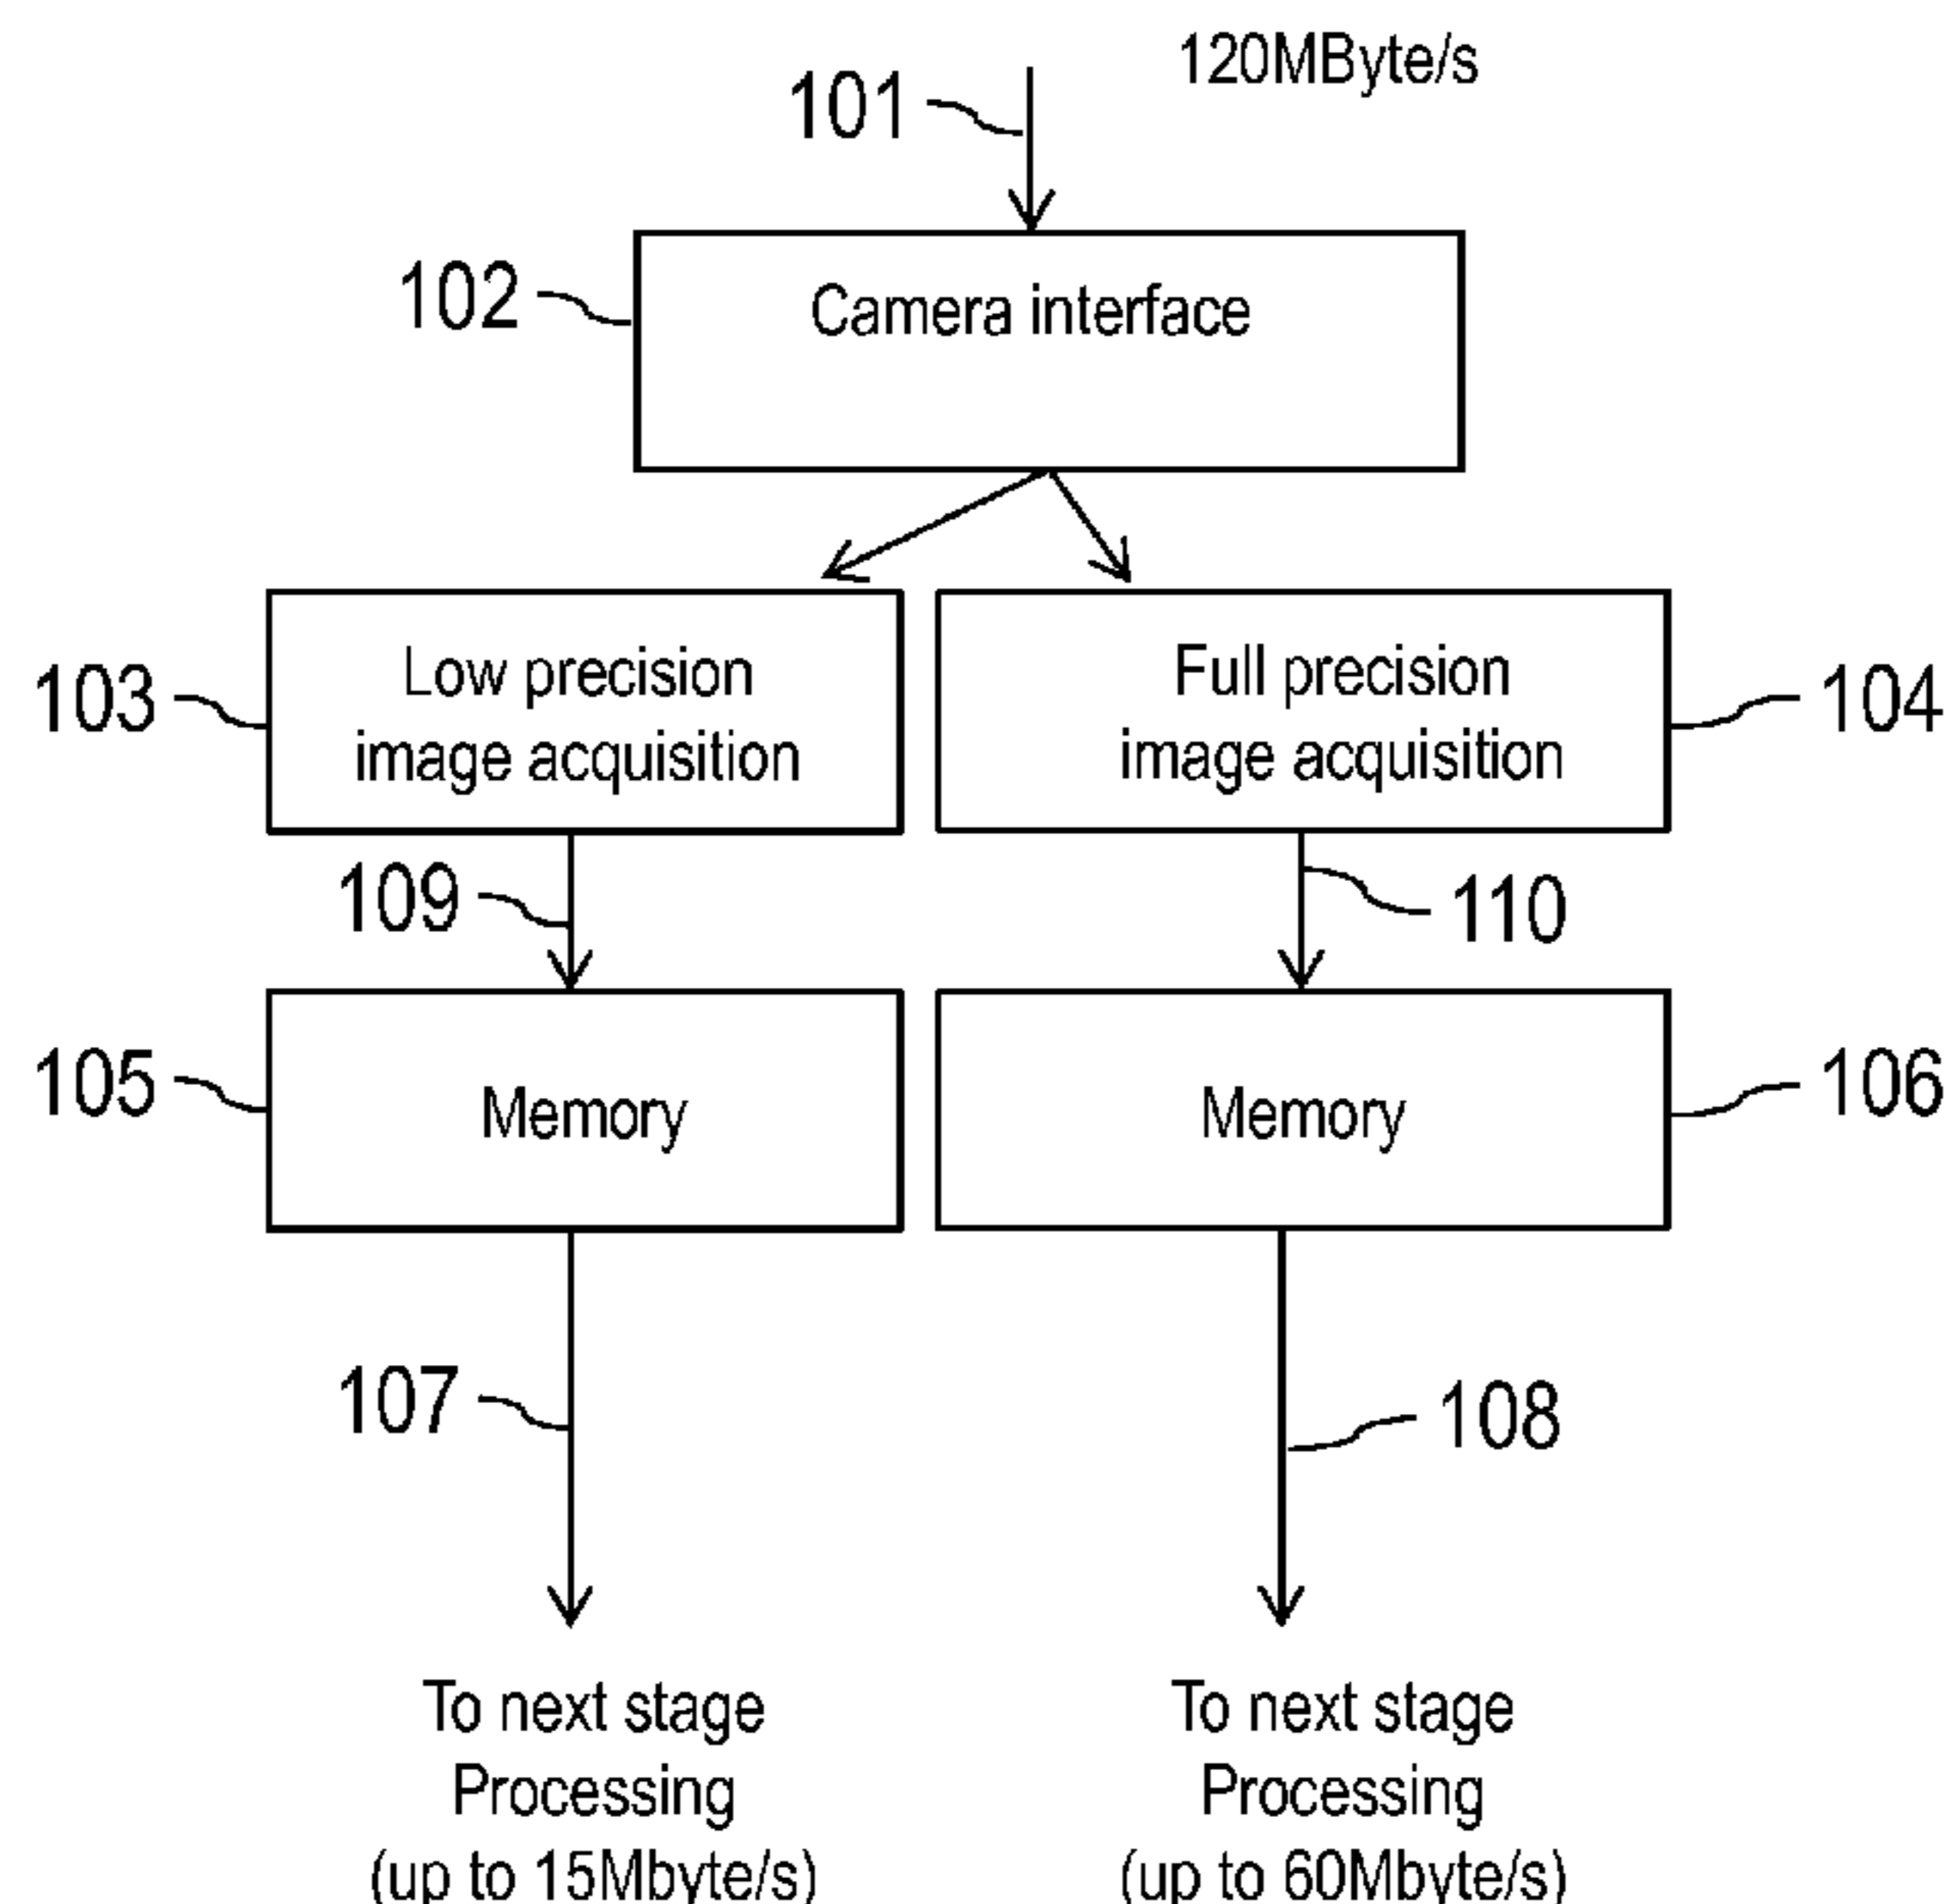 120MByte/s
101
102
Camera interface
103
Low precision
image acquisition
Full precision
image acquisition
104
109
110
105
Memory
Memory
106
107
108
To next stage
Processing
(up to 15Mbyte/s)
To next stage
Processing
(up to 60Mbyte/s)